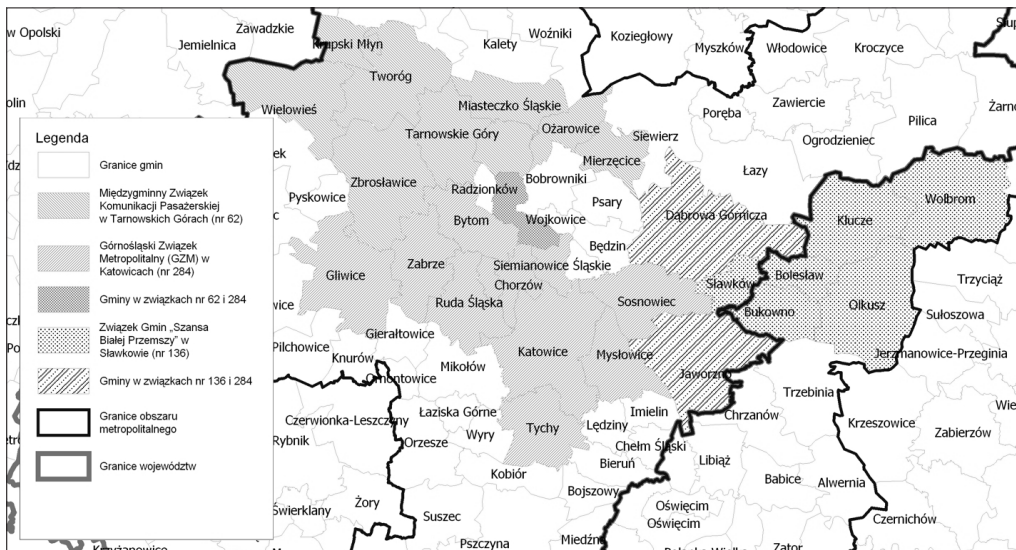 Legenda
Granice gmin
Międzygminny Związek
Komunikacji Pasażerskiej
w Tarnowskich Górach (nr 62)
Górnośląski Związek
Metropolitalny (GZM) w
Katowicach (nr 284)
Gminy w związkach nr 62 i 284
Związek Gmin „Szansa
Białej Przemszy” w
Sławkowie (nr 136)
Gminy w związkach nr 136 i 284
Granice obszaru
metropolitalnego
Granice województw
w Opolski
Zawadzkie
Jemielnica
Krupski Młyn
Kalety
Woźniki
Koziegłowy
Myszków
Włodowice
Kroczyce
Tworóg
Wielowieś
Miasteczko Śląskie
Poręba
Zawiercie
Pilica
Tarnowskie Góry
Ożarowice
Siewierz
Ogrodzieniec
Mierzęcice
Łazy
Zbrosławice
Pyskowice
Radzionków
Bobrowniki
Psary
Wolbrom
Bytom
Wojkowice
Dąbrowa Górnicza
Klucze
Będzin
Gliwice
Zabrze
Siemianowice Śląskie
Chorzów
Sławków
Bolesław
Trzyciąż
Ruda Śląska
Sosnowiec
Bukowno
Olkusz
Sułoszowa
Gierałtowice
Pilchowice
Knurów
Katowice
Mysłowice
Jerzmanowice-Przeginia
Mikołów
Ornontowice
Jaworzno
Trzebinia
Czerwionka-Leszczyny
Łaziska Górne
Imielin
Chrzanów
Krzeszowice
Rybnik
Orzesze
Wyry
Tychy
Lędziny
Chełm Śląski
Zabierzów
Bieruń
Libiąż
Kobiór
Babice
Alwernia
Bojszowy
Świerklany
Żory
Suszec
Oświęcim
Oświęcim
Czernichów
Pszczyna
Zator